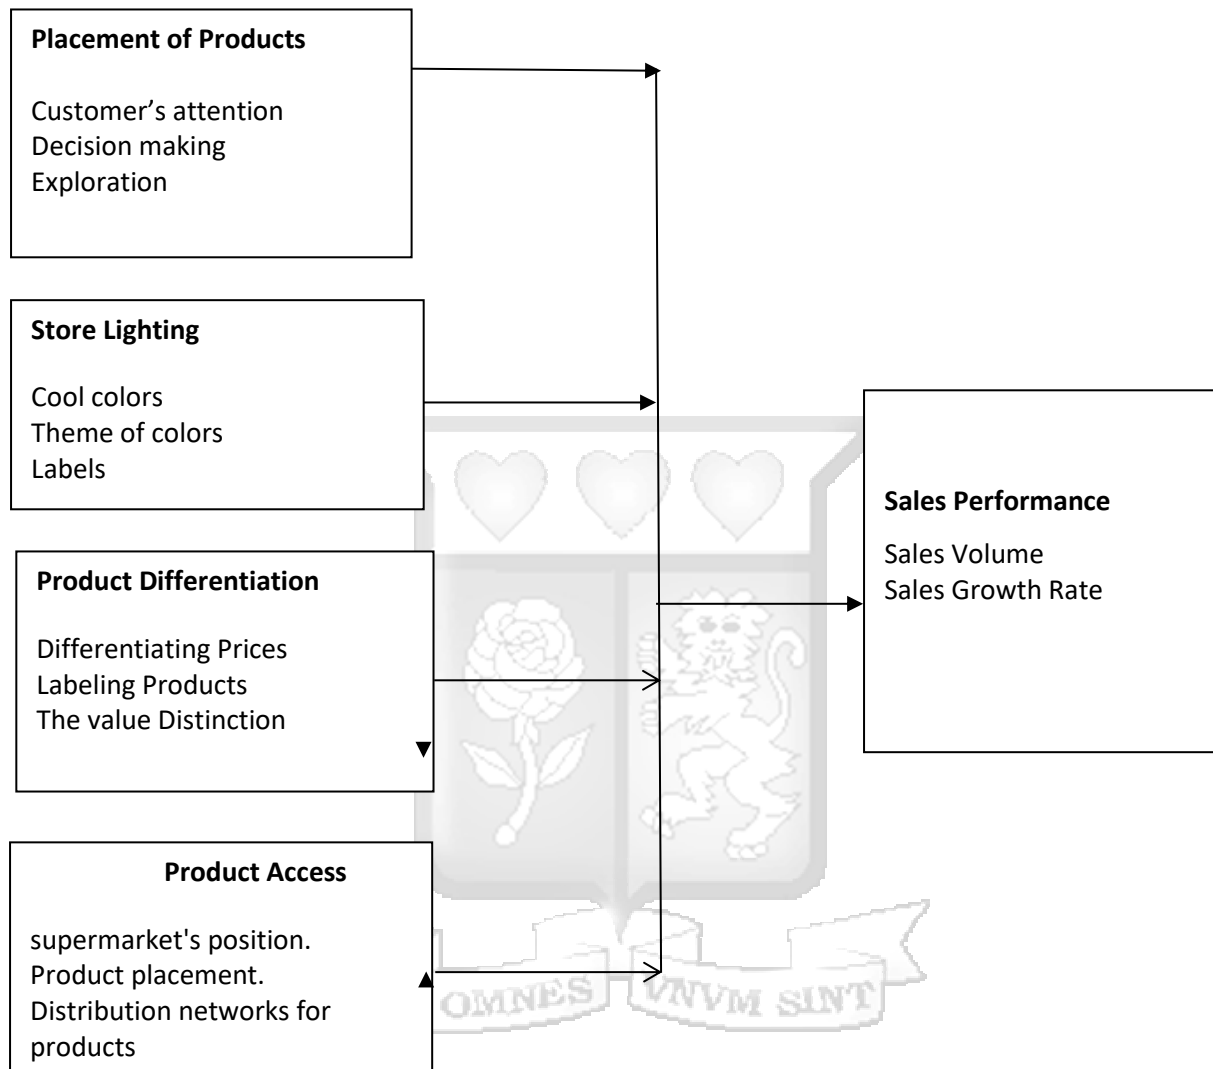 Placement of Products
Customer’s attention
Decision making
Exploration
Store Lighting
Cool colors
Theme of colors
Labels
Product Differentiation
Differentiating Prices
Labeling Products
The value Distinction
Product Access
supermarket's position.
Product placement.
Distribution networks for
products
Sales Performance
Sales Volume
Sales Growth Rate
OMNES VNVM SINT